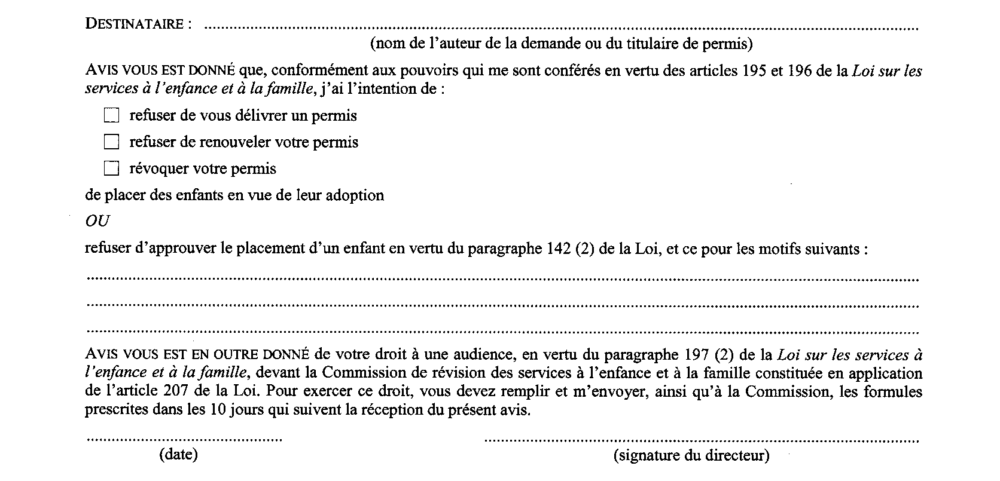 DESTINATAIRE : ................................................................
(nom de l’auteur de la demande ou du titulaire de permis)
AVIS VOUS EST DONNÉ que, conformément aux pouvoirs qui me sont conférés en vertu des articles 195 et 196 de la Loi sur les
services à l’enfance et à la famille, j’ai l’intention de :
☐ refuser de vous délivrer un permis
☐ refuser de renouveler votre permis
☐ révoquer votre permis
de placer des enfants en vue de leur adoption
OU
refuser d’approuver le placement d’un enfant en vertu du paragraphe 142 (2) de la Loi, et ce pour les motifs suivants :
................................................................
................................................................
................................................................
AVIS VOUS EST EN OUTRE DONNÉ de votre droit à une audience, en vertu du paragraphe 197 (2) de la Loi sur les services à
l’enfance et à la famille, devant la Commission de révision des services à l’enfance et à la famille constituée en application
de l’article 207 de la Loi. Pour exercer ce droit, vous devez remplir et m’envoyer, ainsi qu’à la Commission, les formules
prescrites dans les 10 jours qui suivent la réception du présent avis.
................................ ................................................................
(date) (signature du directeur)